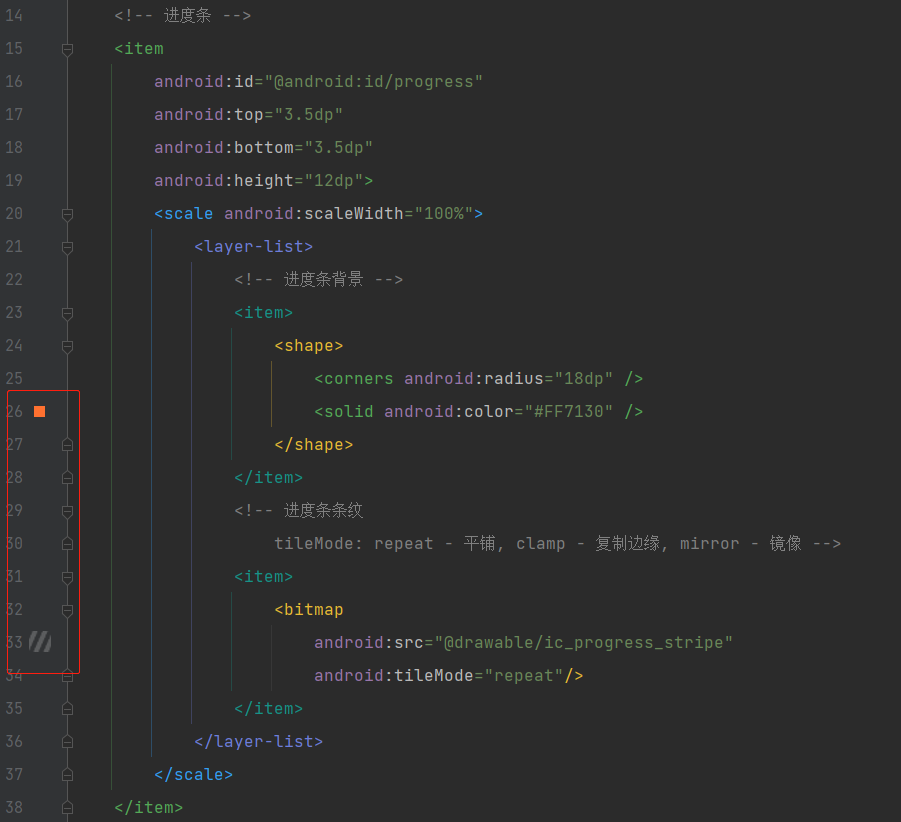 14 <!-- 进度条 -->
15 <item
16 android:id="@android:id/progress"
17 android:top="3.5dp"
18 android:bottom="3.5dp"
19 android:height="12dp">
20 <scale android:scaleWidth="100%">
21 <layer-list>
22 <!-- 进度条背景 -->
23 <item>
24 <shape>
25 <corners android:radius="18dp" />
26 <solid android:color="#FF7130" />
27 </shape>
28 </item>
29 <!-- 进度条条纹
30 tileMode: repeat - 平铺, clamp - 复制边缘, mirror - 镜像 -->
31 <item>
32 <bitmap
33 android:src="@drawable/ic_progress_stripe"
34 android:tileMode="repeat"/>
35 </item>
36 </layer-list>
37 </scale>
38 </item>